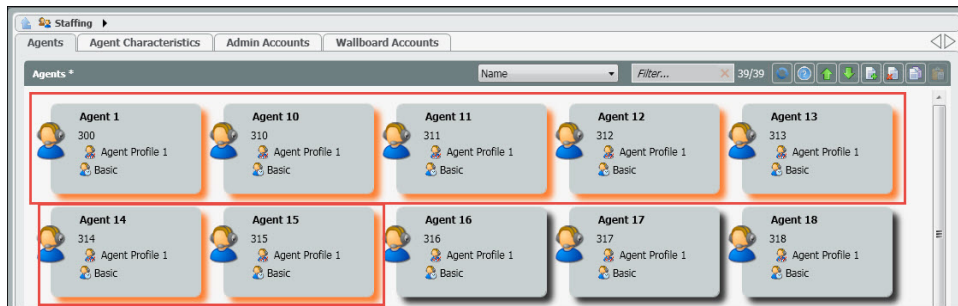 Staffing
Agents Agent Characteristics Admin Accounts Wallboard Accounts
Agents * Name Filter... 39/39
Agent 1 Agent 10 Agent 11 Agent 12 Agent 13
300 310 311 312 313
Agent Profile 1 Agent Profile 1 Agent Profile 1 Agent Profile 1 Agent Profile 1
Basic Basic Basic Basic Basic
Agent 14 Agent 15 Agent 16 Agent 17 Agent 18
314 315 316 317 318
Agent Profile 1 Agent Profile 1 Agent Profile 1 Agent Profile 1 Agent Profile 1
Basic Basic Basic Basic Basic